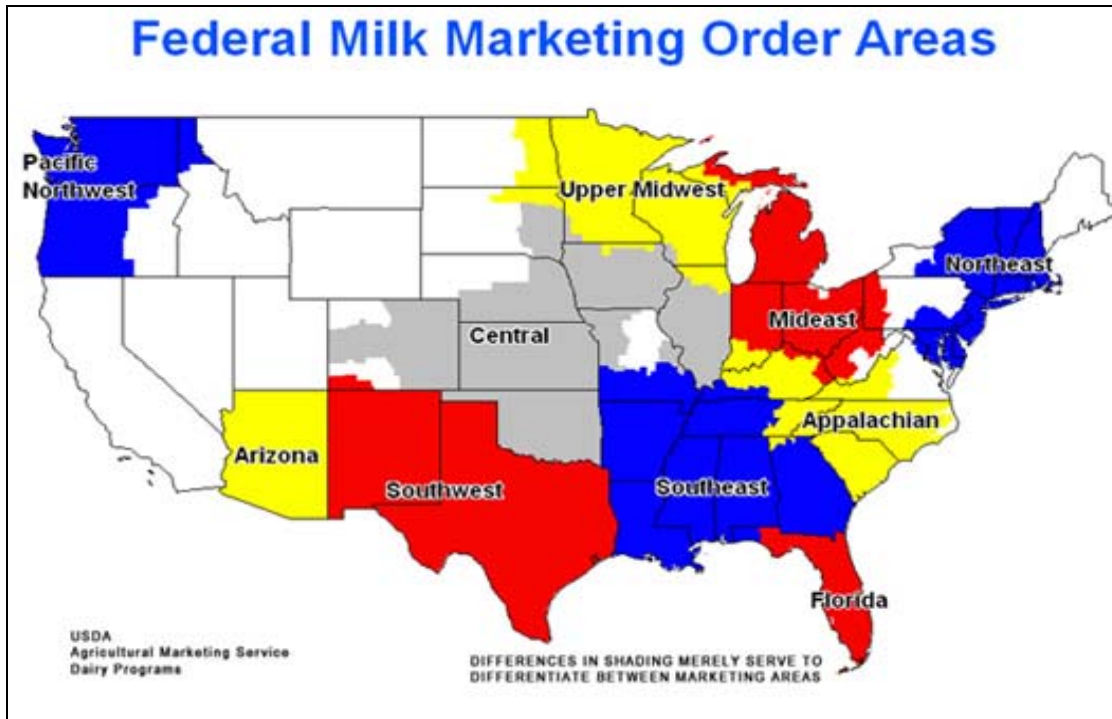 Federal Milk Marketing Order Areas
Pacific
Northwest
Upper Midwest
Northeast
Mideast
Central
Appalachian
Arizona
Southwest
Southeast
Florida
USDA
Agricultural Marketing Service
Dairy Programs
DIFFERENCES IN SHADING MERELY SERVE TO
DIFFERENTIATE BETWEEN MARKETING AREAS